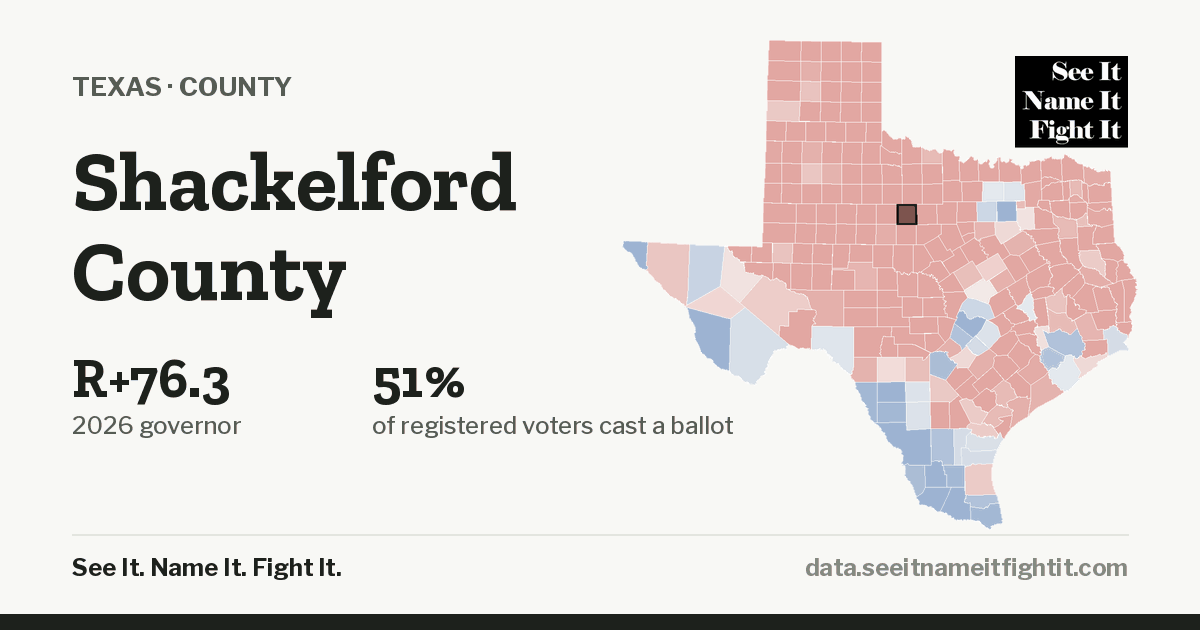 TEXAS · COUNTY
See It
Name It
Fight It
Shackelford
County
R+76.3
2026 governor
51%
of registered voters cast a ballot
See It. Name It. Fight It.
data.seeitnameitfightit.com